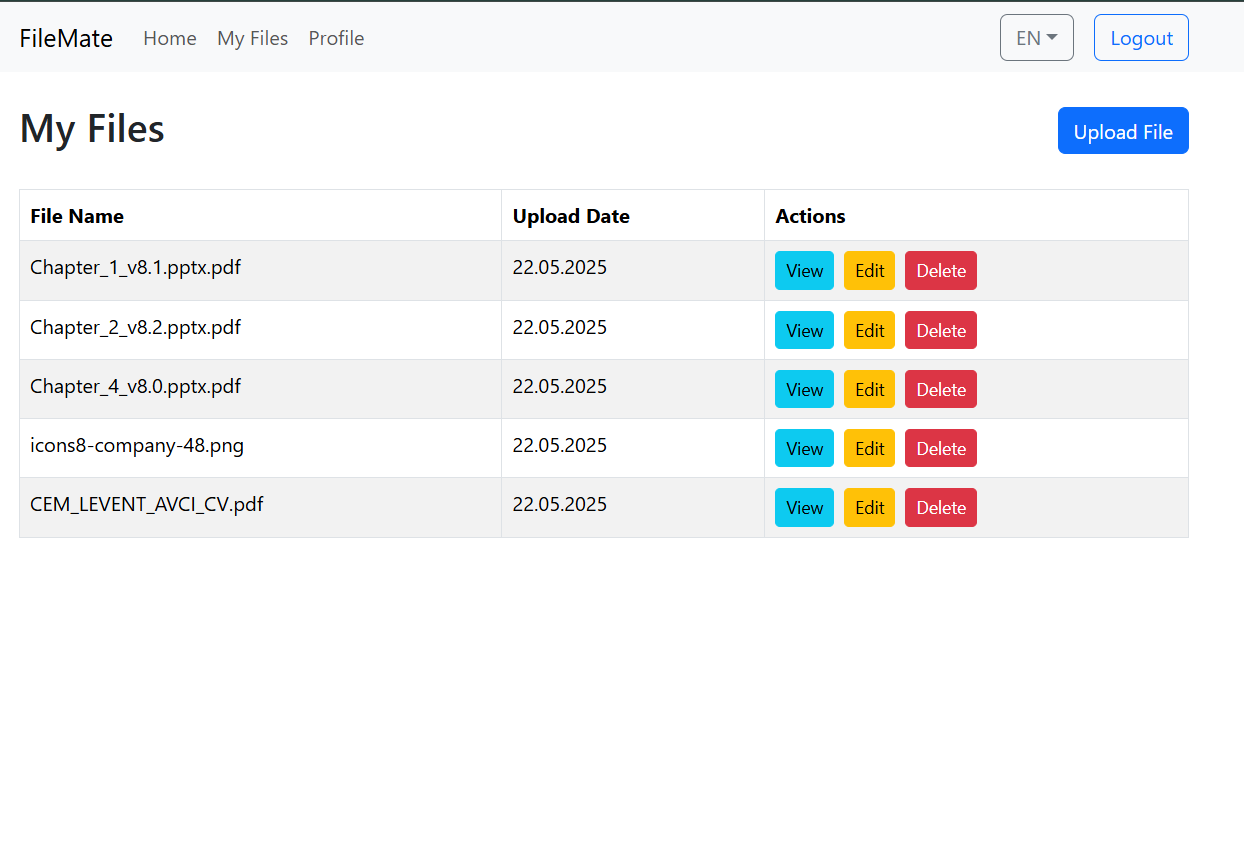 FileMate Home My Files Profile EN Logout
My Files Upload File
File Name Upload Date Actions
Chapter_1_v8.1.pptx.pdf 22.05.2025 View Edit Delete
Chapter_2_v8.2.pptx.pdf 22.05.2025 View Edit Delete
Chapter_4_v8.0.pptx.pdf 22.05.2025 View Edit Delete
icons8-company-48.png 22.05.2025 View Edit Delete
CEM_LEVENT_AVCI_CV.pdf 22.05.2025 View Edit Delete